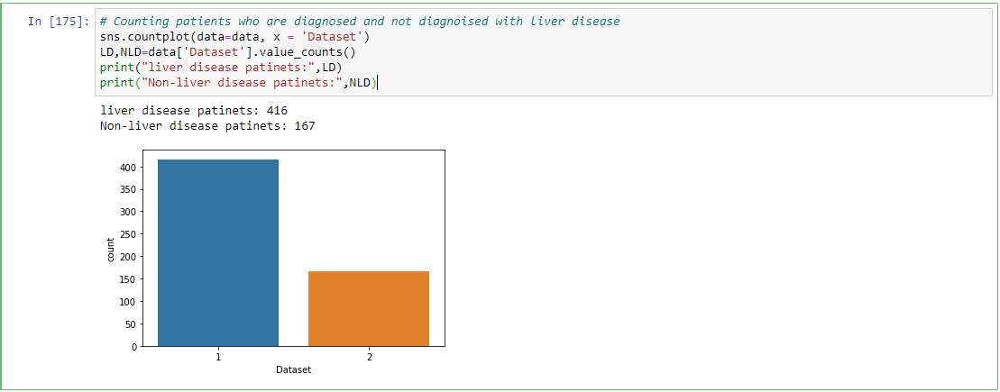 In [175]: # Counting patients who are diagnosed and not diagnoised with liver disease
sns.countplot(data=data, x = 'Dataset')
LD,NLD=data['Dataset'].value_counts()
print("liver disease patinets:",LD)
print("Non-liver disease patinets:",NLD)
liver disease patinets: 416
Non-liver disease patinets: 167
400
350
300
250
200
150
100
50
0
count
1 2
Dataset